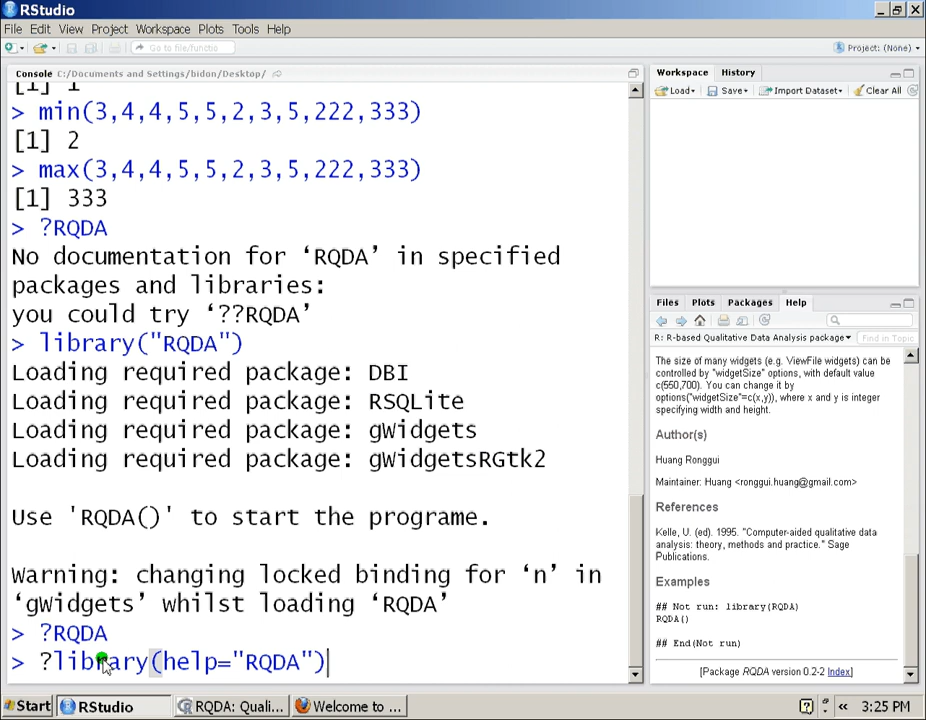 RStudio
File Edit View Project Workspace Plots Tools Help
Go to file/functio
Project: (None)
Console C:/Documents and Settings/bidon/Desktop/
[1] 1
> min(3,4,4,5,5,2,3,5,222,333)
[1] 2
> max(3,4,4,5,5,2,3,5,222,333)
[1] 333
> ?RQDA
No documentation for ‘RQDA’ in specified
packages and libraries:
you could try ‘??RQDA’
> library("RQDA")
Loading required package: DBI
Loading required package: RSQLite
Loading required package: gWidgets
Loading required package: gWidgetsRGtk2
Use 'RQDA()' to start the programe.
Warning: changing locked binding for ‘n’ in
‘gWidgets’ whilst loading ‘RQDA’
> ?RQDA
> ?library(help="RQDA")
Workspace History
Load Save Import Dataset Clear All
Files Plots Packages Help
R: R-based Qualitative Data Analysis package Find in Topic
The size of many widgets (e.g. ViewFile widgets) can be
controlled by "widgetSize" options, with default value
c(550,700). You can change it by
options("widgetSize"=c(x,y)), where x and y is integer
specifying width and height.
Author(s)
Huang Ronggui
Maintainer: Huang <ronggui.huang@gmail.com>
References
Kelle, U. (ed). 1995. "Computer-aided qualitative data
analysis: theory, methods and practice." Sage
Publications.
Examples
## Not run: library(RQDA)
RQDA()
## End(Not run)
[Package RQDA version 0.2-2 Index]
Start RStudio RQDA: Quali... Welcome to ... 3:25 PM